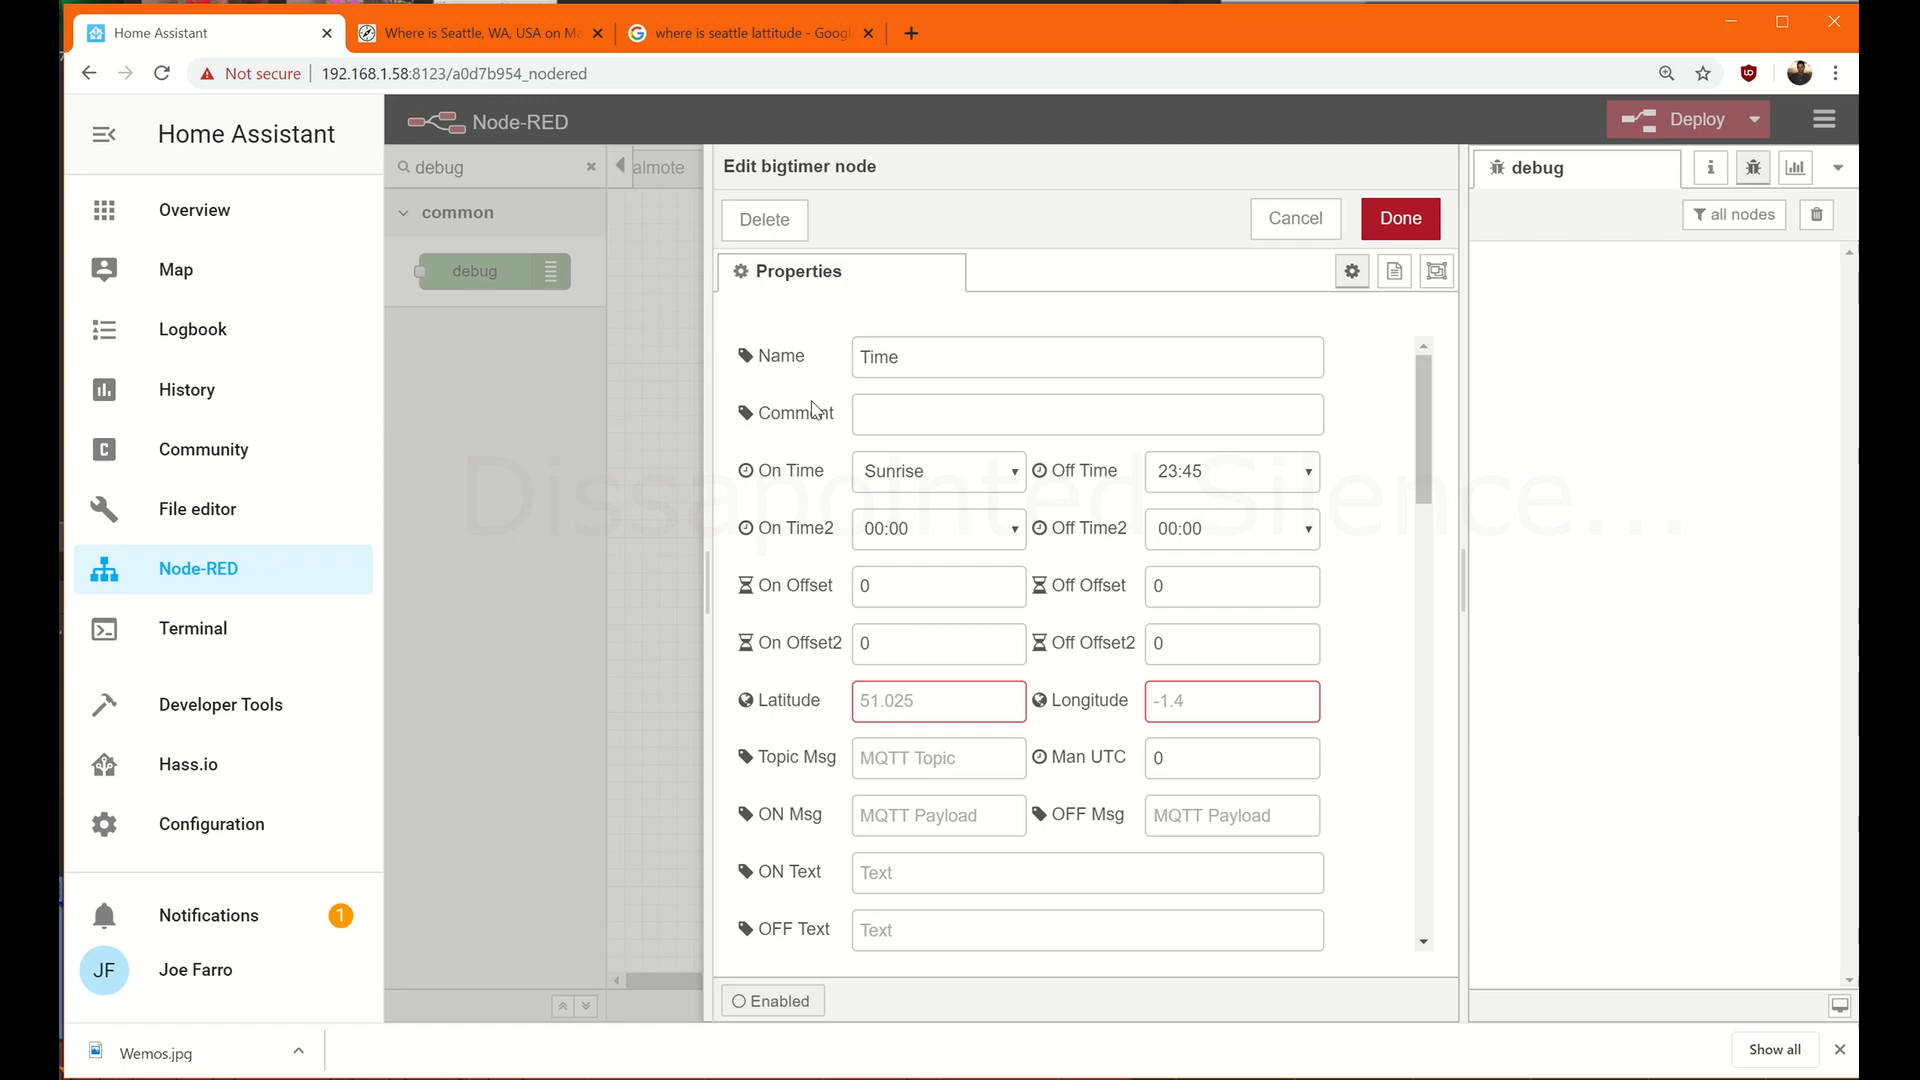 Home Assistant
Where is Seattle, WA, USA on Ma
where is seattle lattitude - Googl
Not secure
192.168.1.58:8123/a0d7b954_nodered
Home Assistant
Overview
Map
Logbook
History
Community
File editor
Node-RED
Terminal
Developer Tools
Hass.io
Configuration
Notifications
1
JF
Joe Farro
Node-RED
Deploy
debug
common
debug
almote
Edit bigtimer node
Delete
Cancel
Done
Properties
Name
Time
Comment
On Time
Sunrise
Off Time
23:45
Dissapointed Silence...
On Time2
00:00
Off Time2
00:00
On Offset
0
Off Offset
0
On Offset2
0
Off Offset2
0
Latitude
51.025
Longitude
-1.4
Topic Msg
MQTT Topic
Man UTC
0
ON Msg
MQTT Payload
OFF Msg
MQTT Payload
ON Text
Text
OFF Text
Text
Enabled
debug
all nodes
Wemos.jpg
Show all